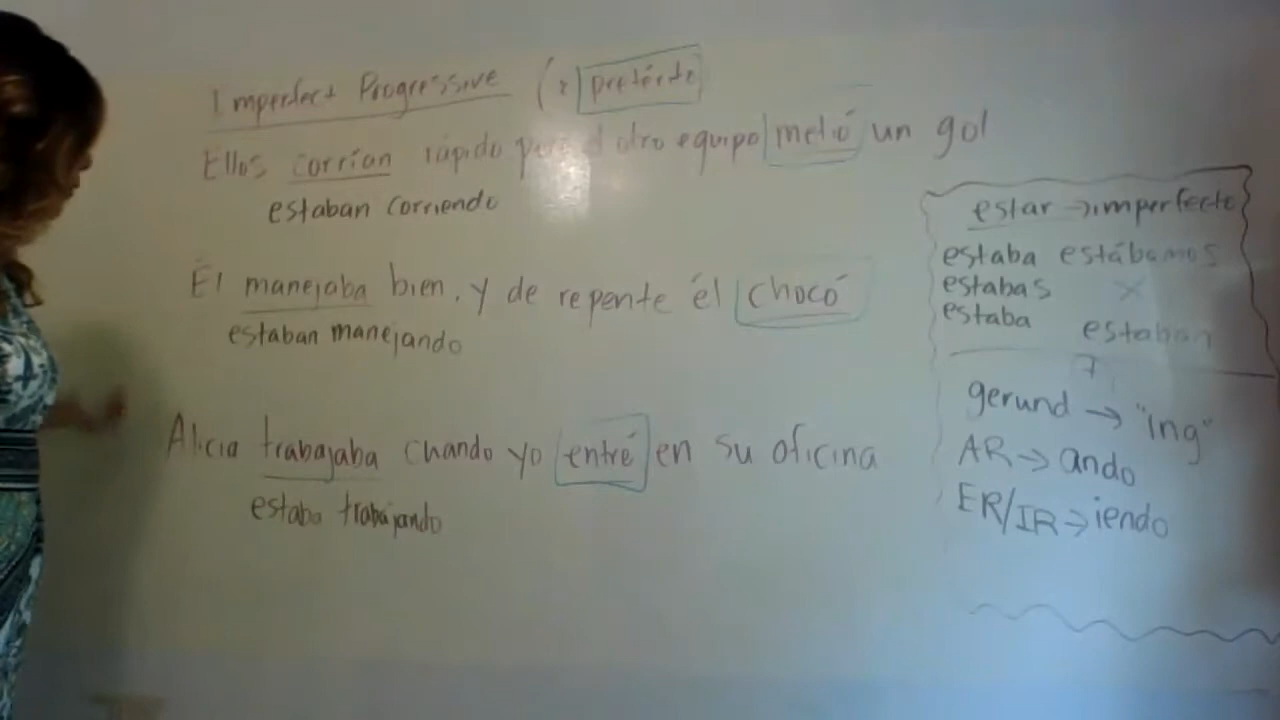 Imperfect Progressive (x) pretérito
Ellos corrían rápido pero el otro equipo metió un gol
estaban corriendo
Él manejaba bien. y de repente él chocó
estaban manejando
Alicia trabajaba cuando yo entré en su oficina
estaba trabajando
estar → imperfecto
estaba estábamos
estabas X
estaba estaban
+
gerund → "ing"
AR → ando
ER/IR → iendo